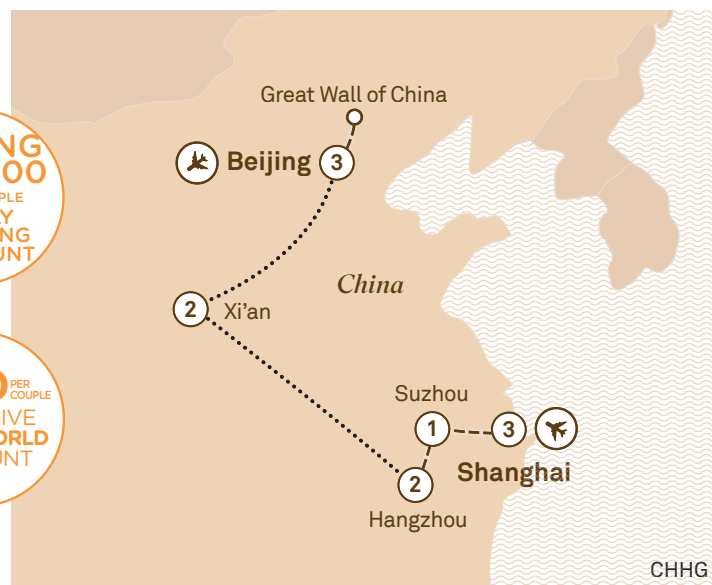 Great Wall of China
Beijing
3
China
2
Xi’an
Suzhou
1
3
Shanghai
2
Hangzhou
CHHG
00
PER
COUPLE